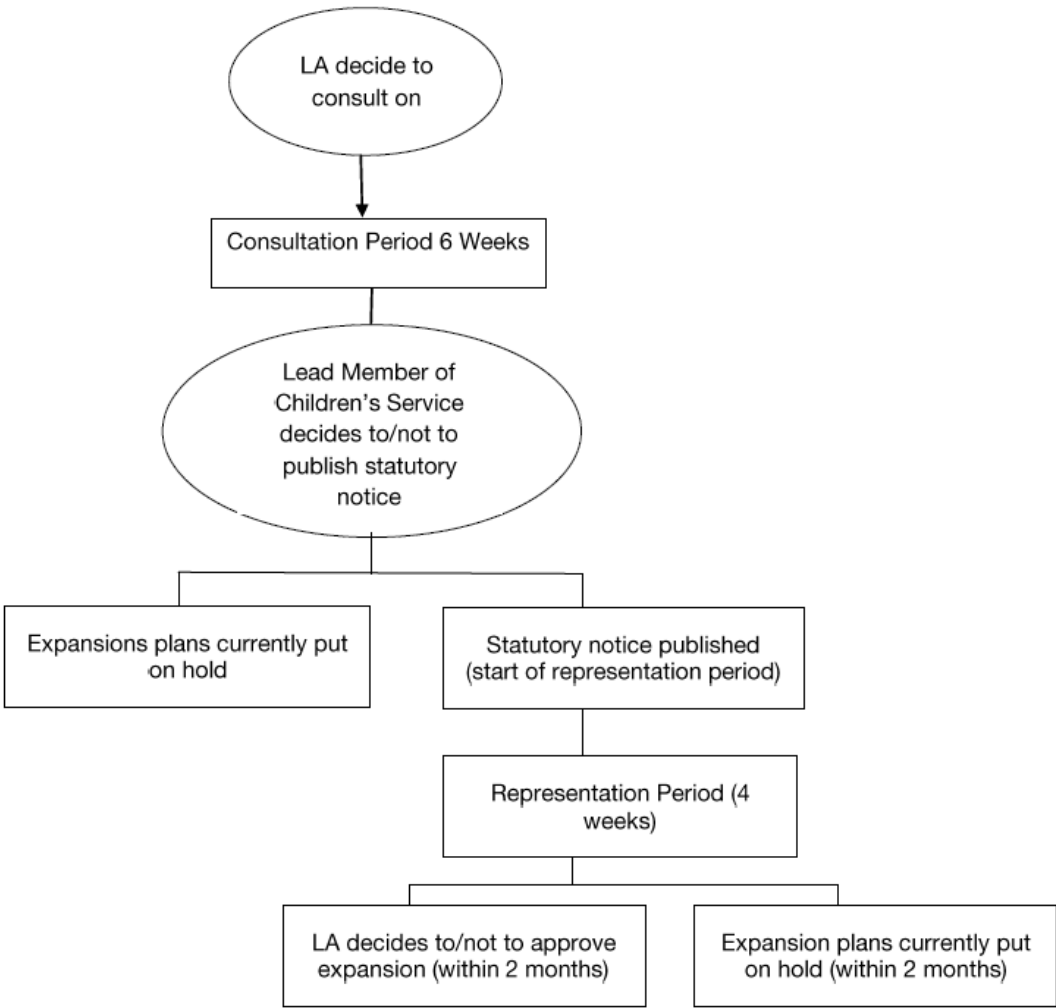 LA decide to
consult on
Consultation Period 6 Weeks
Lead Member of
Children's Service
decides to/not to
publish statutory
notice
Expansions plans currently put
on hold
Statutory notice published
(start of representation period)
Representation Period (4
weeks)
LA decides to/not to approve
expansion (within 2 months)
Expansion plans currently put
on hold (within 2 months)